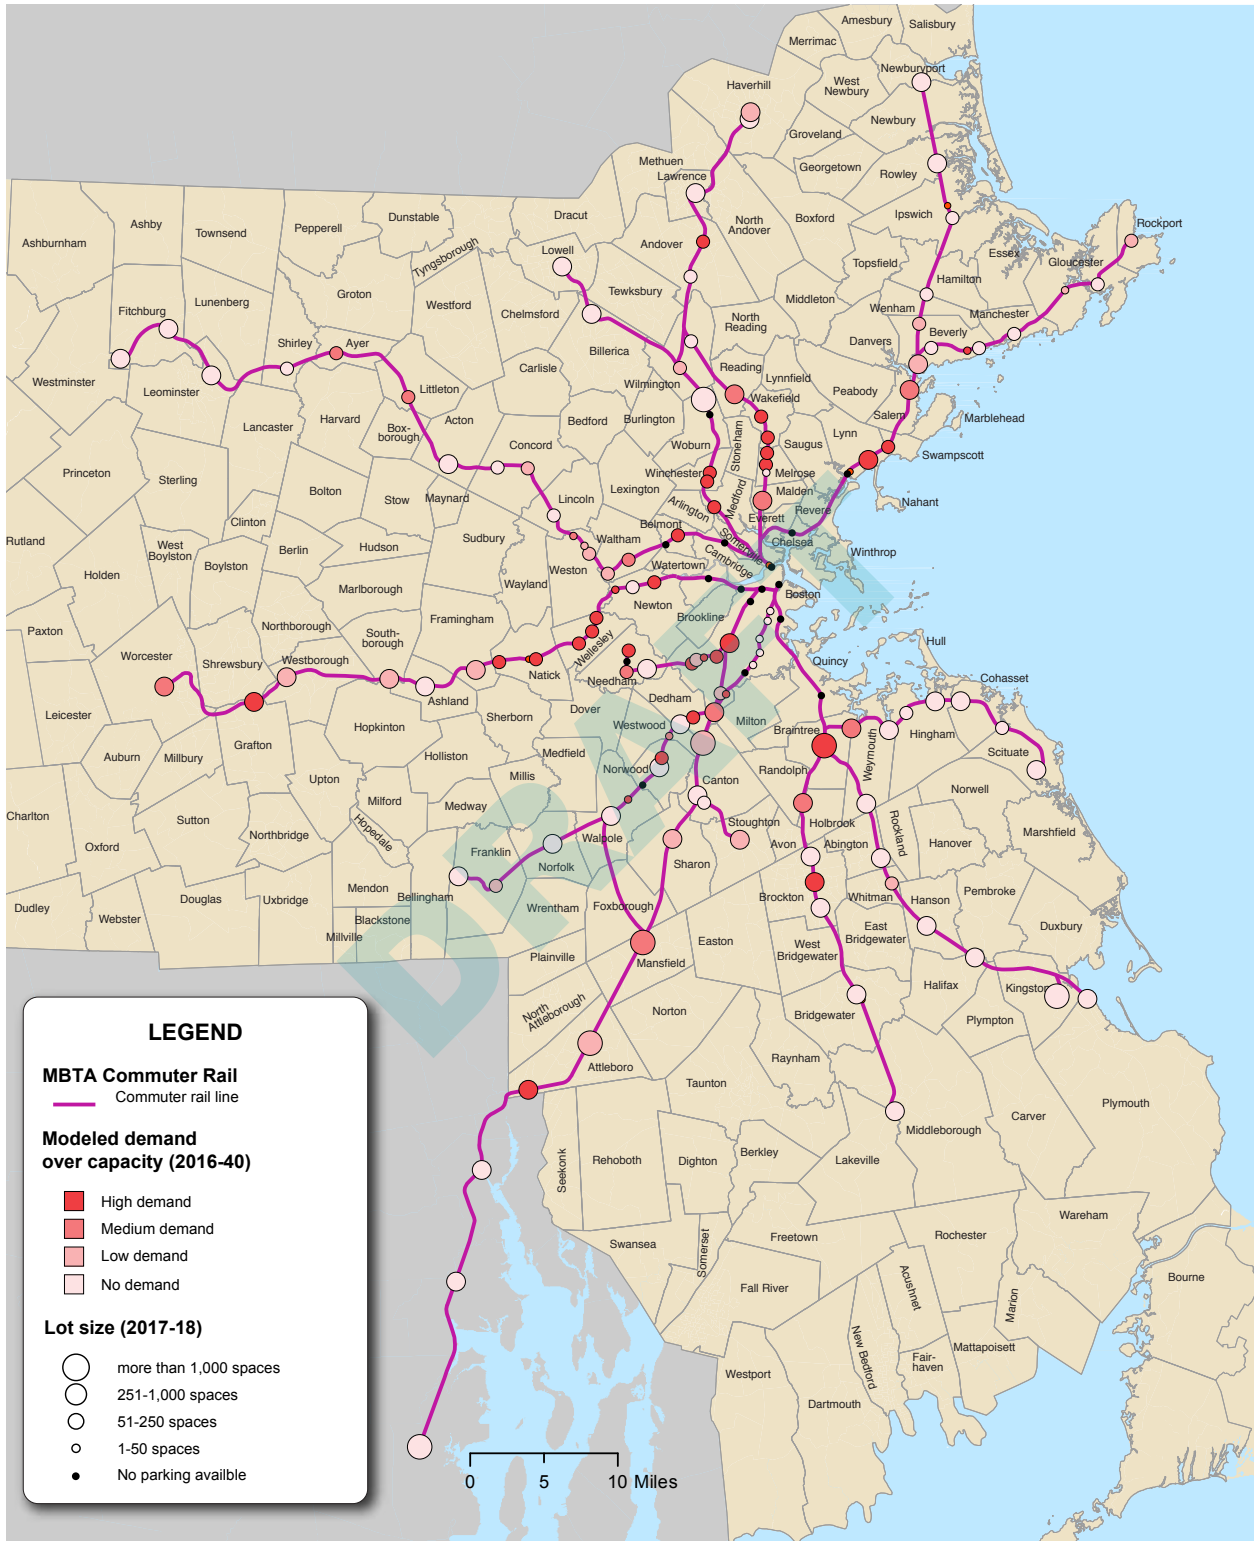 Amesbury
Salisbury
Merrimac
Newburyport
West
Newbury
Haverhill
Newbury
Groveland
Georgetown
Rowley
Methuen
Lawrence
Dunstable
Dracut
North
Andover
Boxford
Ipswich
Rockport
Ashby
Townsend
Pepperell
Ashburnham
Tyngsborough
Lowell
Andover
Essex
Gloucester
Topsfield
Hamilton
Groton
Westford
Tewksbury
Middleton
Lunenberg
Chelmsford
Wenham
Manchester
Fitchburg
North
Reading
Beverly
Danvers
Shirley
Ayer
Billerica
Carlisle
Reading
Lynnfield
Westminster
Leominster
Littleton
Wilmington
Wakefield
Peabody
Harvard
Box-
borough
Acton
Bedford
Burlington
Salem
Marblehead
Lancaster
Concord
Woburn
Stoneham
Saugus
Lynn
Swampscott
Princeton
Sterling
Winchester
Melrose
Bolton
Stow
Maynard
Lincoln
Lexington
Medford
Malden
Nahant
Arlington
Everett
Revere
Clinton
Sudbury
Waltham
Belmont
Somerville
Chelsea
Rutland
West
Boylston
Berlin
Hudson
Weston
Cambridge
Winthrop
Holden
Boylston
Wayland
Watertown
Marlborough
Boston
Newton
Brookline
Paxton
Northborough
South-
borough
Framingham
Hull
Worcester
Shrewsbury
Westborough
Wellesley
Quincy
Natick
Needham
Cohasset
Leicester
Ashland
Dedham
Sherborn
Dover
Westwood
Milton
Braintree
Hopkinton
Hingham
Grafton
Weymouth
Scituate
Auburn
Millbury
Holliston
Medfield
Norwood
Randolph
Upton
Millis
Canton
Norwell
Charlton
Milford
Medway
Sutton
Hopedale
Stoughton
Holbrook
Rockland
Marshfield
Oxford
Northbridge
Walpole
Avon
Abington
Hanover
Franklin
Norfolk
Sharon
Mendon
Bellingham
Dudley
Douglas
Uxbridge
Wrentham
Foxborough
Brockton
Whitman
Hanson
Pembroke
Webster
Blackstone
Millville
Easton
West
Bridgewater
East
Bridgewater
Duxbury
Plainville
Mansfield
Halifax
Kingston
North
Attleborough
Norton
Bridgewater
Plympton
Raynham
Attleboro
Taunton
Carver
Plymouth
Middleborough
Seekonk
Rehoboth
Dighton
Berkley
Lakeville
Wareham
Swansea
Somerset
Freetown
Rochester
Bourne
Fall River
Acushnet
Marion
New Bedford
Fair-
haven
Mattapoisett
Westport
Dartmouth
DRAFT
LEGEND
MBTA Commuter Rail
Commuter rail line
Modeled demand
over capacity (2016-40)
High demand
Medium demand
Low demand
No demand
Lot size (2017-18)
more than 1,000 spaces
251-1,000 spaces
51-250 spaces
1-50 spaces
No parking availble
0 5 10 Miles